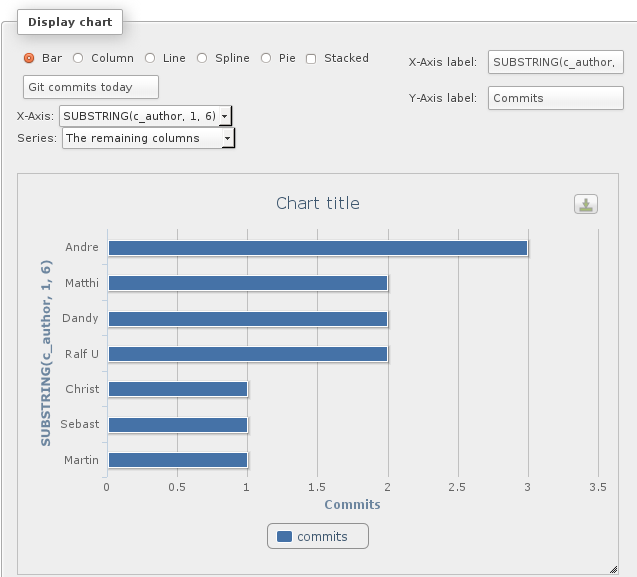 Display chart
Bar Column Line Spline Pie Stacked
X-Axis label: SUBSTRING(c_author,
Git commits today
Y-Axis label: Commits
X-Axis: SUBSTRING(c_author, 1, 6)
Series: The remaining columns
Chart title
SUBSTRING(c_author, 1, 6)
Andre
Matthi
Dandy
Ralf U
Christ
Sebast
Martin
0 0.5 1 1.5 2 2.5 3 3.5
Commits
commits